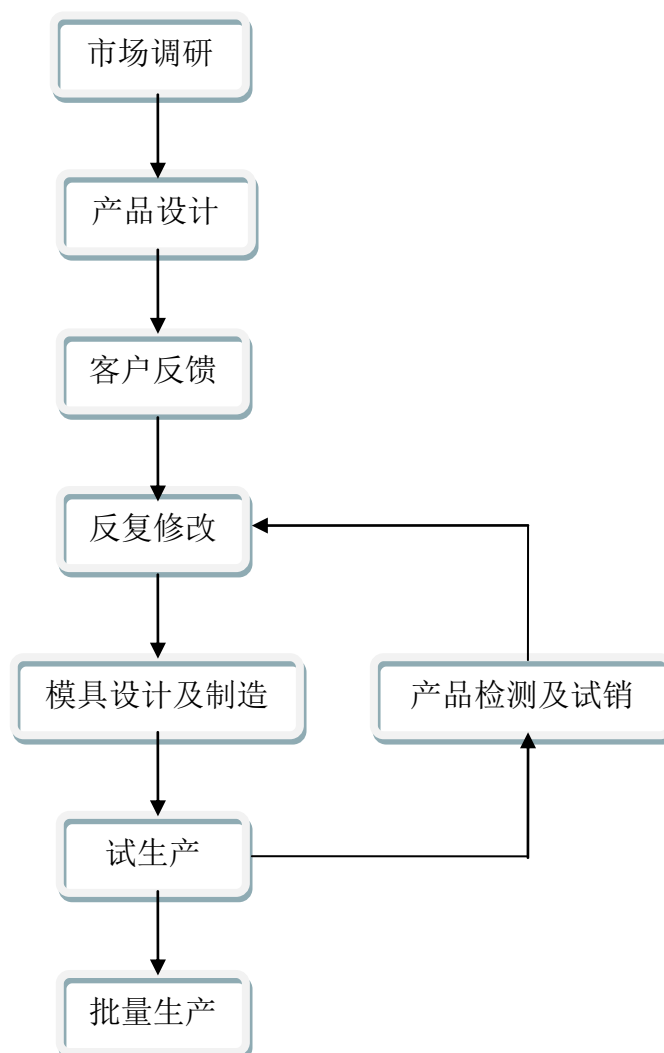 市场调研
产品设计
客户反馈
反复修改
模具设计及制造
产品检测及试销
试生产
批量生产